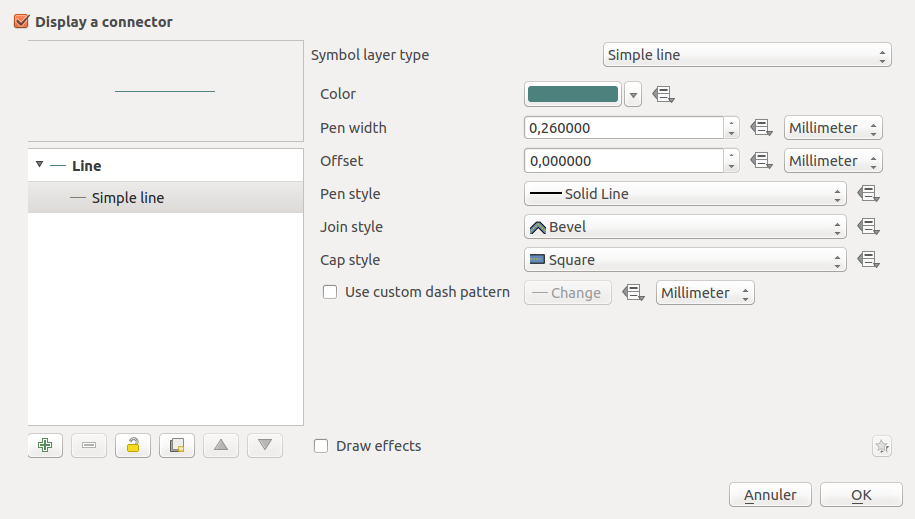 Display a connector
Symbol layer type
Simple line
Color
Pen width
0,260000
Millimeter
Offset
0,000000
Millimeter
Line
Simple line
Pen style
Solid Line
Join style
Bevel
Cap style
Square
Use custom dash pattern
Change
Millimeter
Draw effects
Annuler
OK